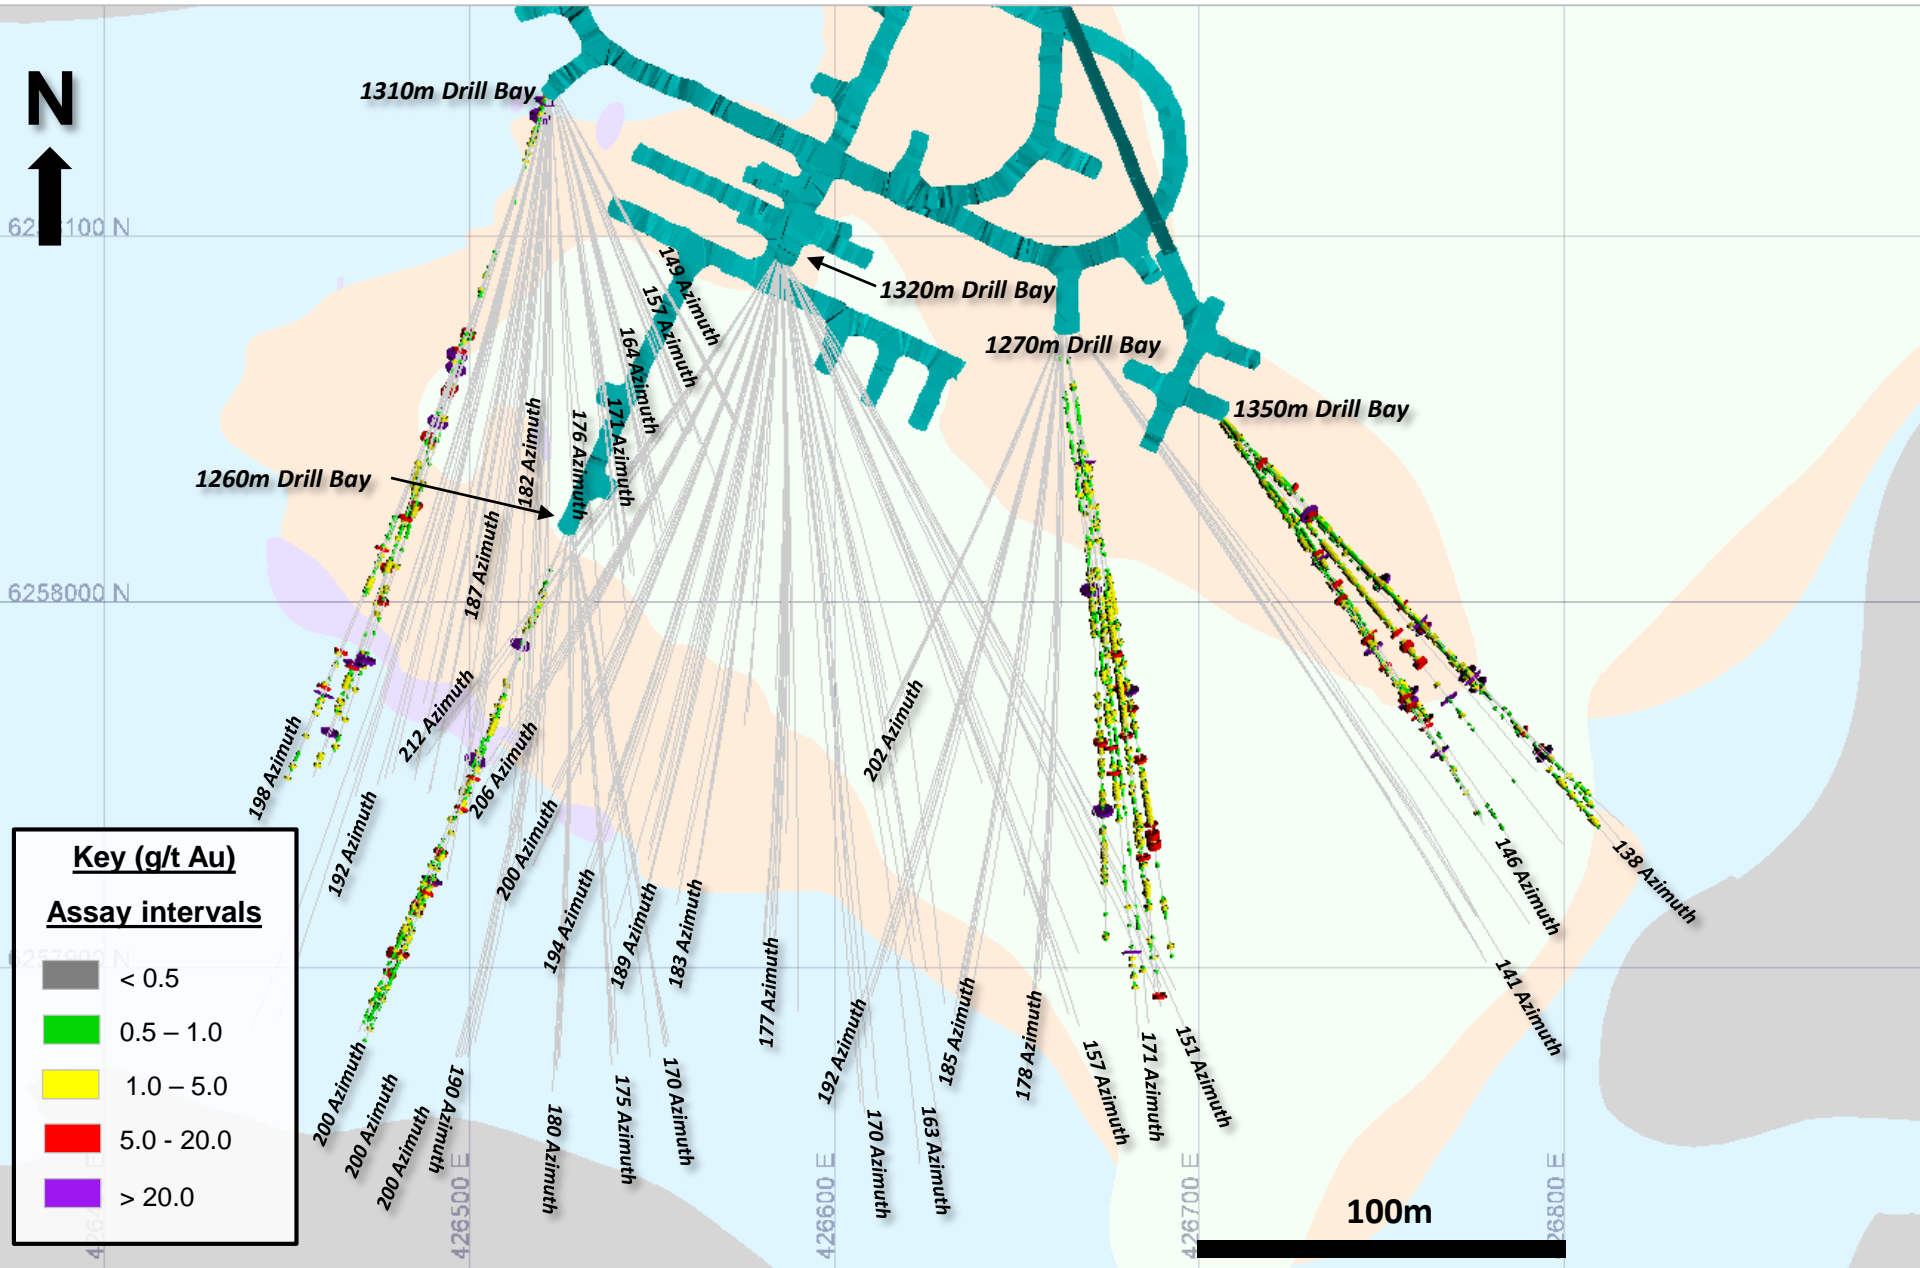 N
1310m Drill Bay
1320m Drill Bay
1270m Drill Bay
1350m Drill Bay
1260m Drill Bay
149 Azimuth
157 Azimuth
164 Azimuth
171 Azimuth
176 Azimuth
182 Azimuth
187 Azimuth
198 Azimuth
192 Azimuth
212 Azimuth
206 Azimuth
200 Azimuth
194 Azimuth
189 Azimuth
183 Azimuth
177 Azimuth
202 Azimuth
192 Azimuth
185 Azimuth
178 Azimuth
170 Azimuth
163 Azimuth
157 Azimuth
171 Azimuth
151 Azimuth
146 Azimuth
138 Azimuth
141 Azimuth
200 Azimuth
200 Azimuth
200 Azimuth
190 Azimuth
180 Azimuth
175 Azimuth
170 Azimuth
100 N
6258000 N
426500 E
426600 E
426700 E
426800 E
100m
Key (g/t Au)
Assay intervals
< 0.5
0.5 – 1.0
1.0 – 5.0
5.0 - 20.0
> 20.0